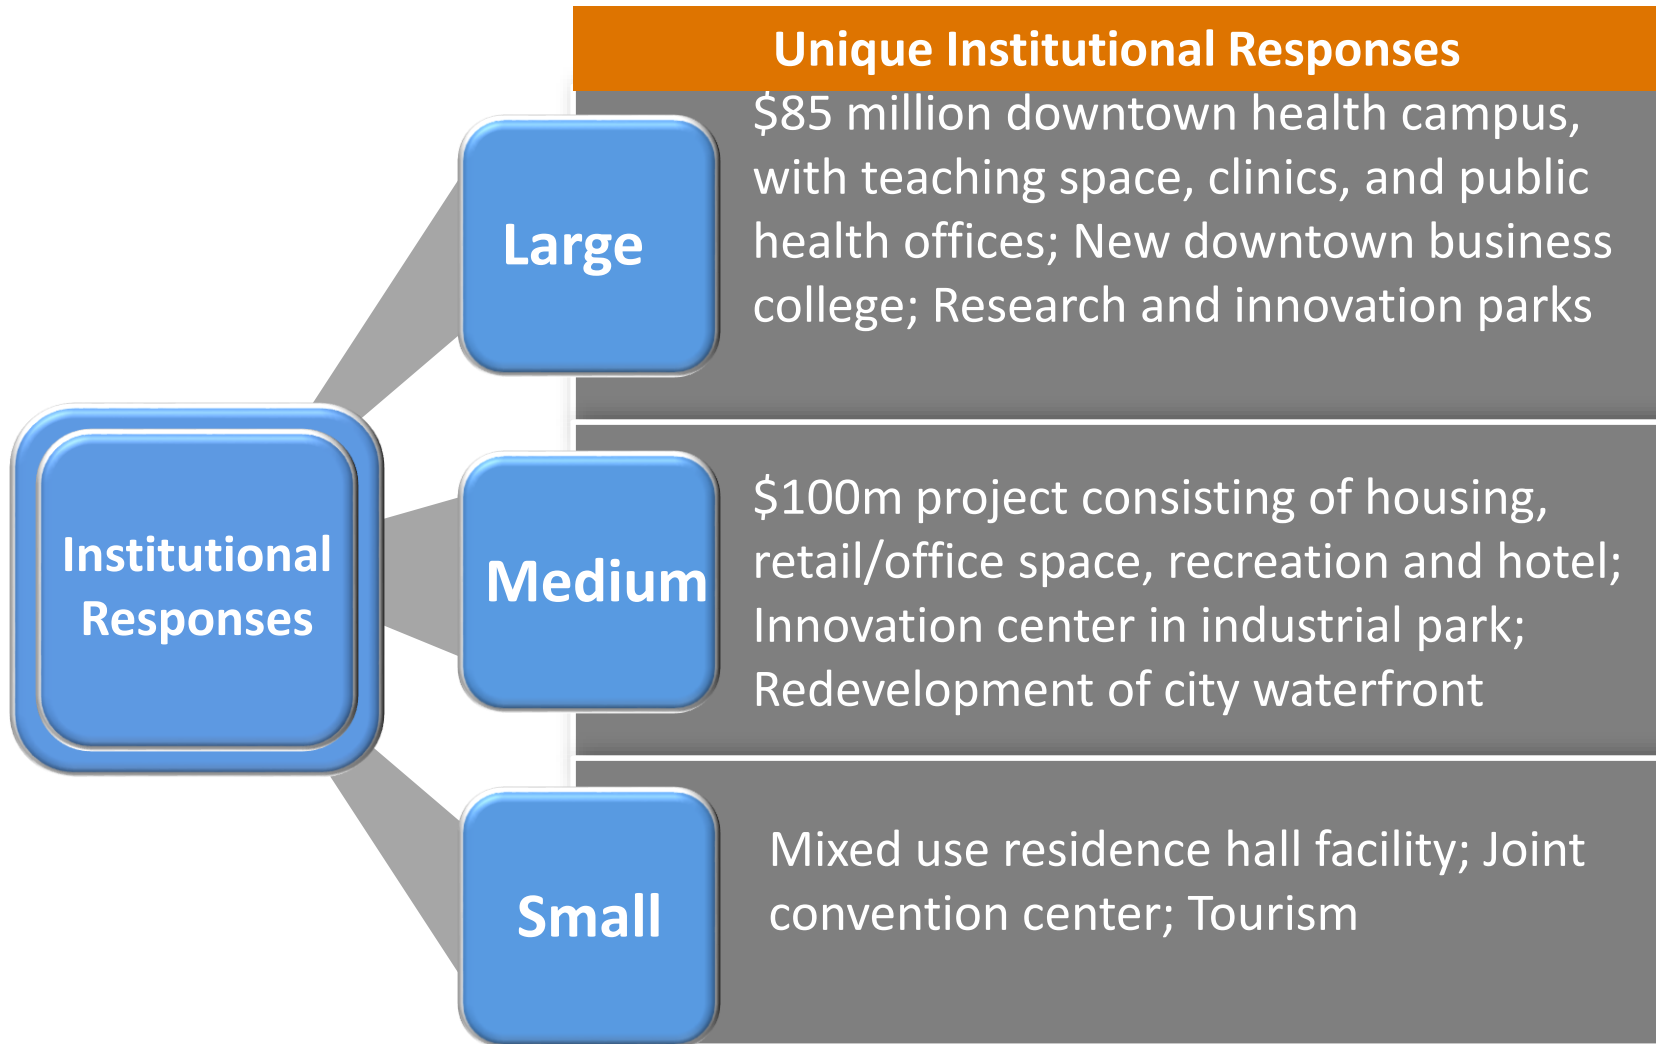 Unique Institutional Responses
Institutional
Responses
Large
$85 million downtown health campus,
with teaching space, clinics, and public
health offices; New downtown business
college; Research and innovation parks
Medium
$100m project consisting of housing,
retail/office space, recreation and hotel;
Innovation center in industrial park;
Redevelopment of city waterfront
Small
Mixed use residence hall facility; Joint
convention center; Tourism